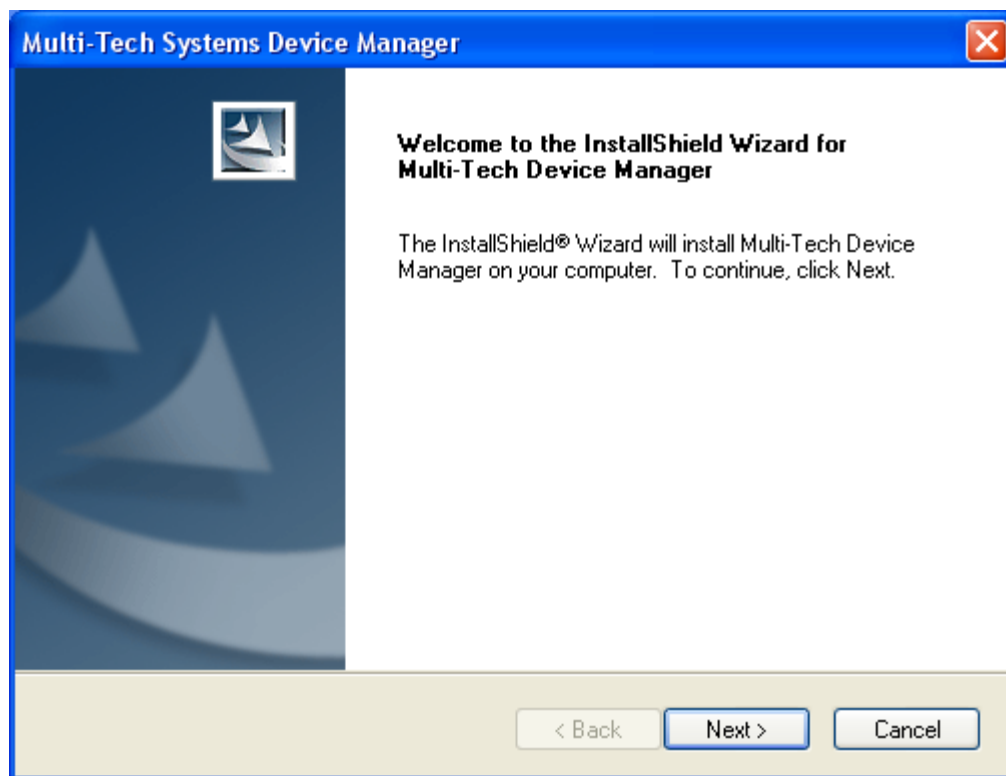 Multi-Tech Systems Device Manager
Welcome to the InstallShield Wizard for
Multi-Tech Device Manager
The InstallShield® Wizard will install Multi-Tech Device
Manager on your computer. To continue, click Next.
< Back
Next >
Cancel